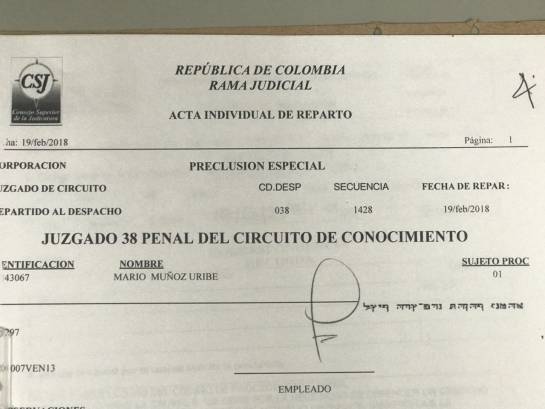 CSJ
Consejo Superior
de la Judicatura
REPÚBLICA DE COLOMBIA
RAMA JUDICIAL
ACTA INDIVIDUAL DE REPARTO
ha: 19/feb/2018 Página: 1
ORPORACION PRECLUSION ESPECIAL
UZGADO DE CIRCUITO CD.DESP SECUENCIA FECHA DE REPAR:
EPARTIDO AL DESPACHO 038 1428 19/feb/2018
JUZGADO 38 PENAL DEL CIRCUITO DE CONOCIMIENTO
ENTIFICACION NOMBRE SUJETO PROC
43067 MARIO MUÑOZ URIBE 01
297
007VEN13
EMPLEADO